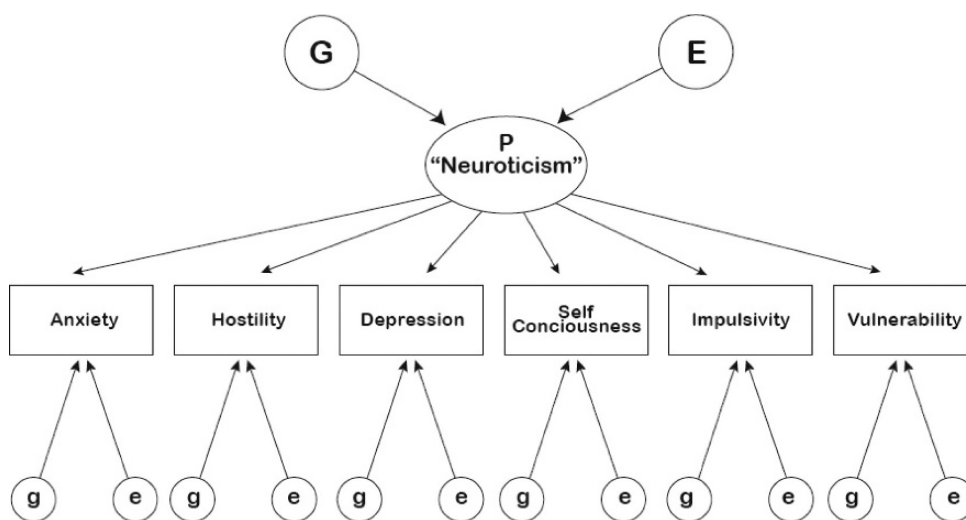 G
E
P
“Neuroticism”
Anxiety
Hostility
Depression
Self
Conciousness
Impulsivity
Vulnerability
g
e
g
e
g
e
g
e
g
e
g
e